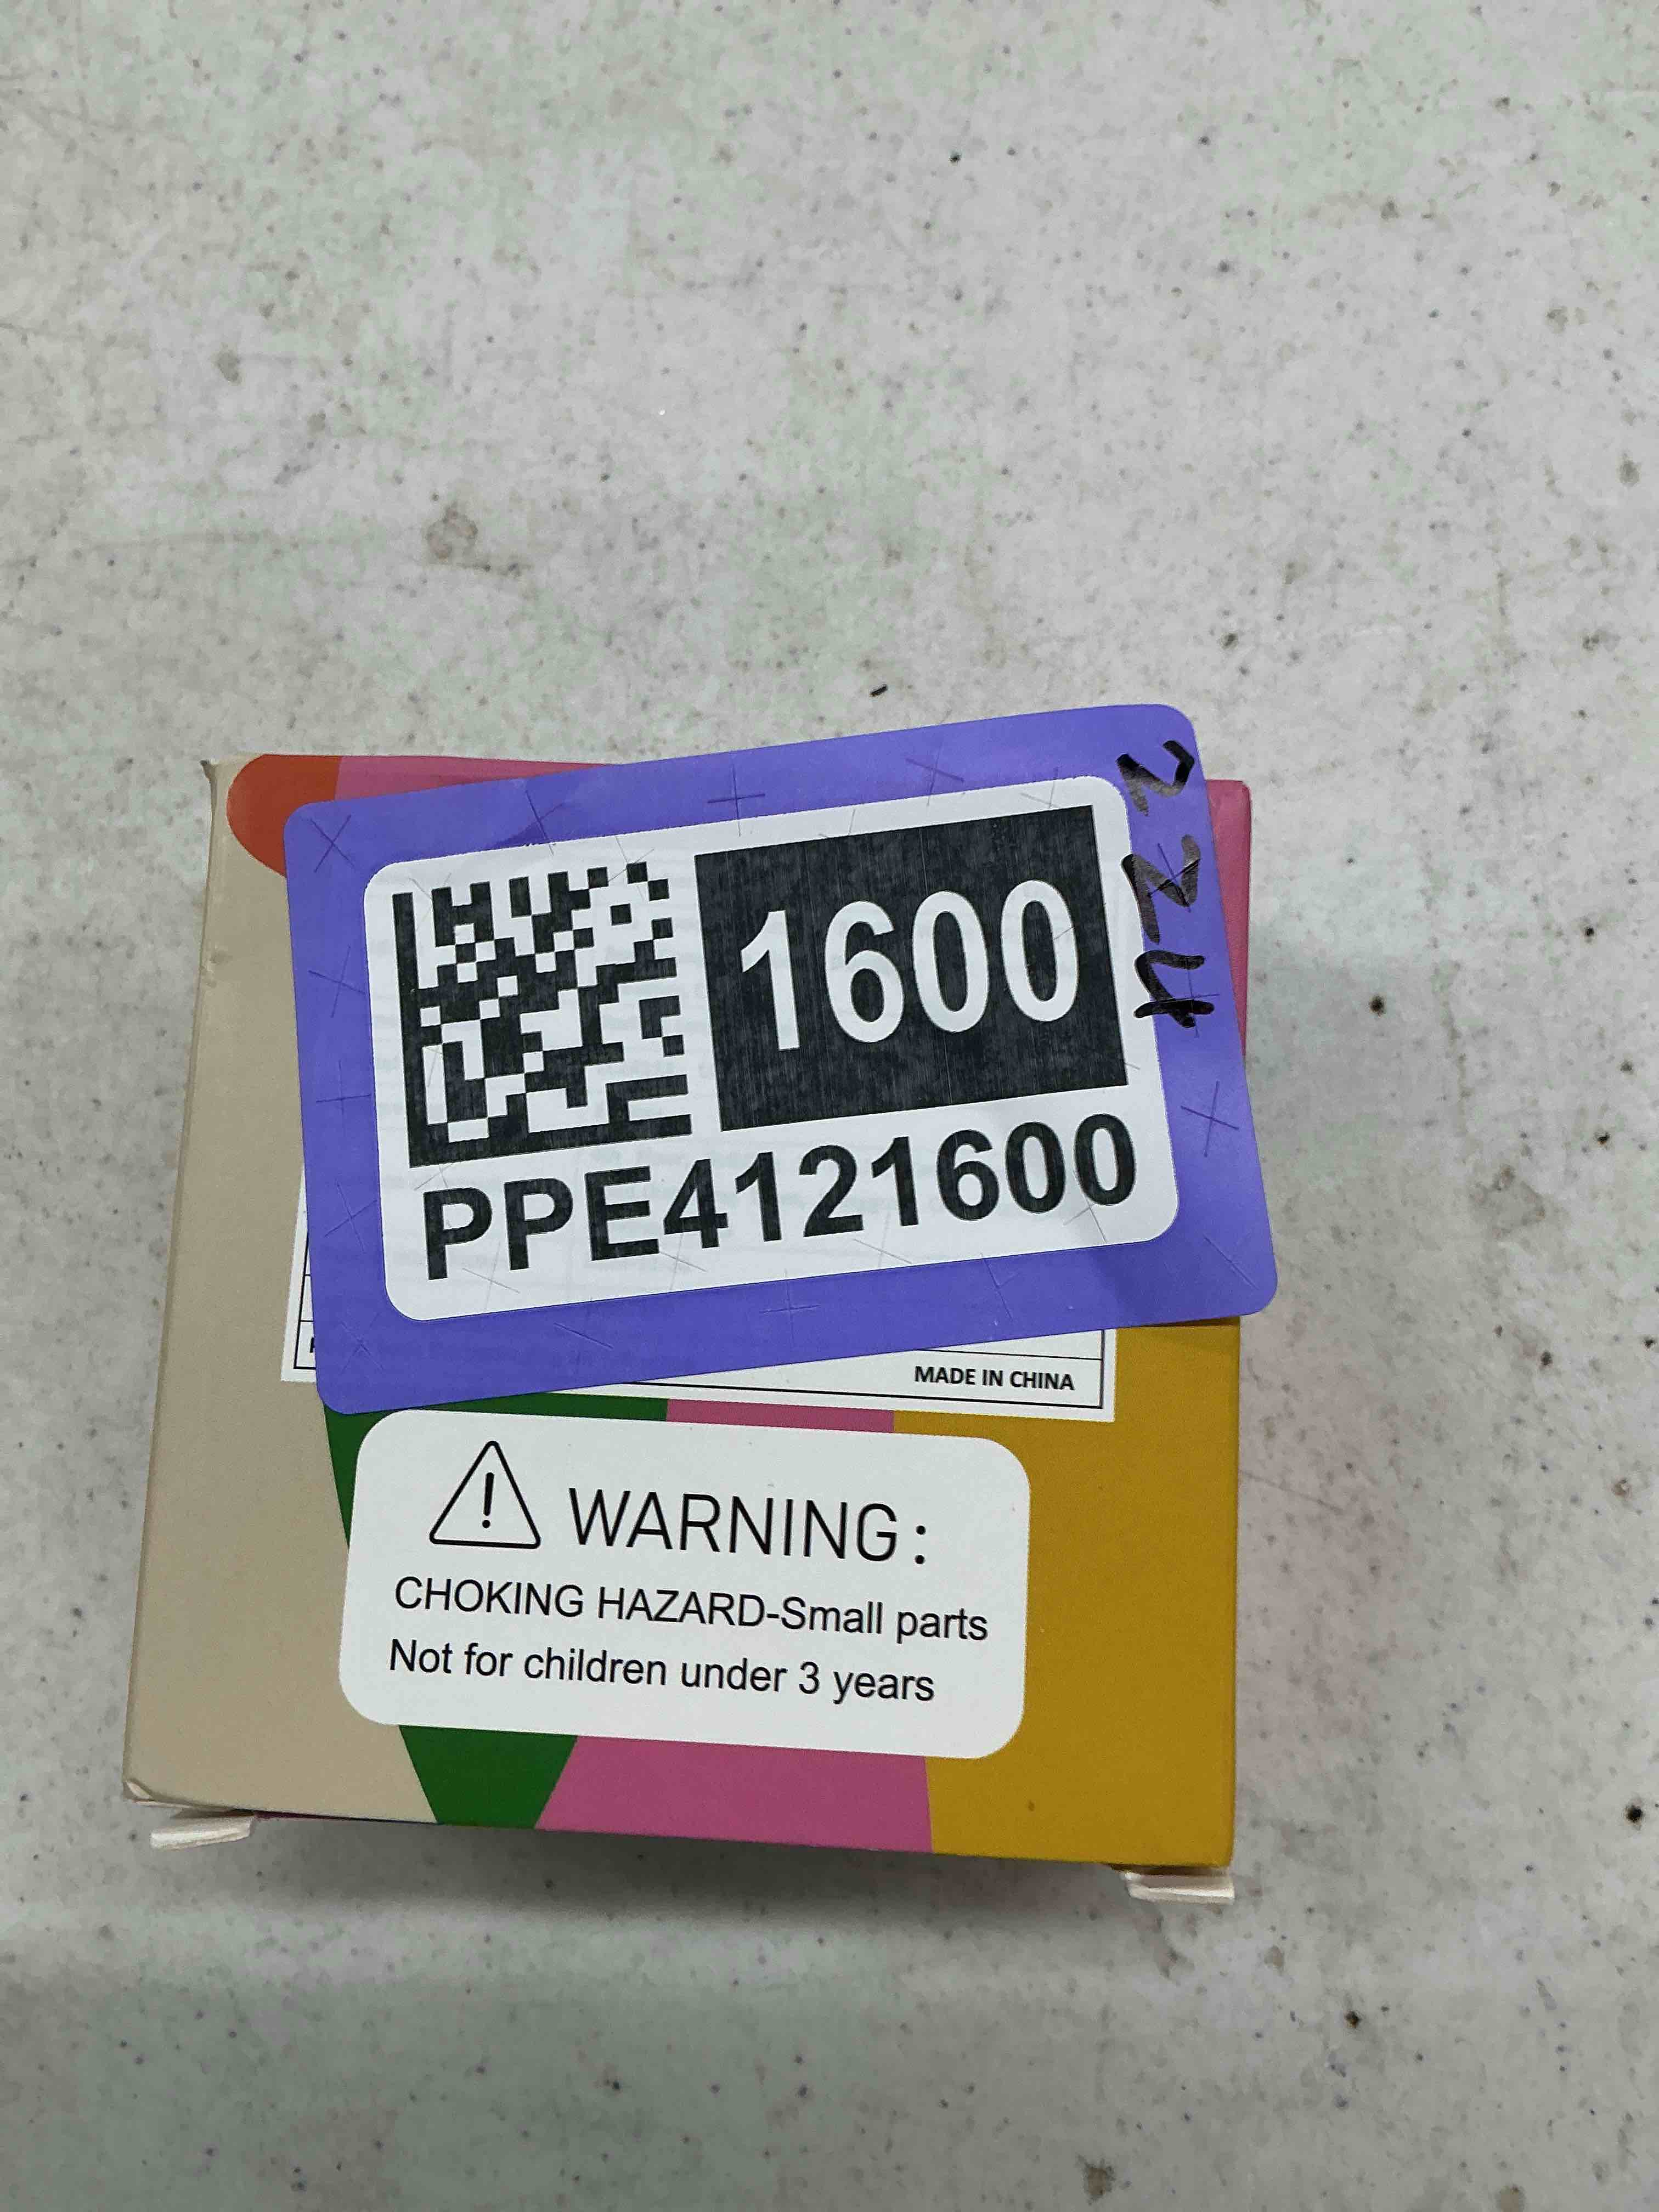 1600
PPE4121600
224
MADE IN CHINA
WARNING:
CHOKING HAZARD-Small parts
Not for children under 3 years